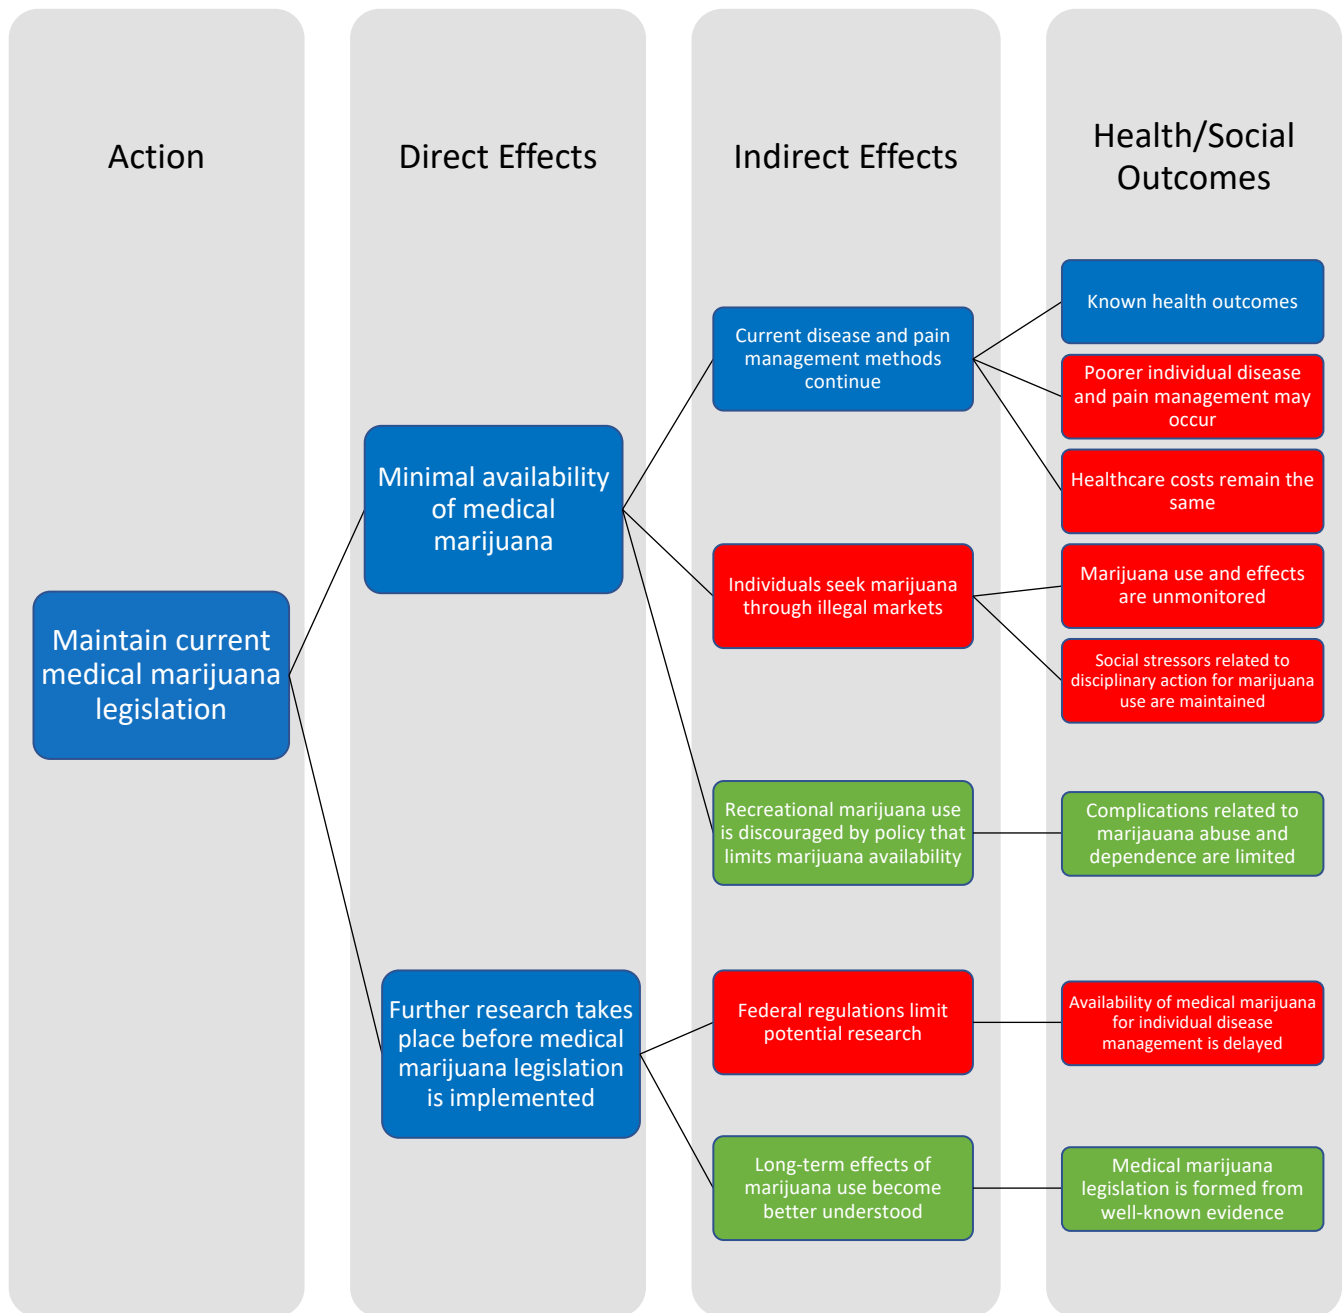 Action
Direct Effects
Indirect Effects
Health/Social
Outcomes
Maintain current
medical marijuana
legislation
Minimal availability
of medical
marijuana
Further research takes
place before medical
marijuana legislation
is implemented
Current disease and pain
management methods
continue
Individuals seek marijuana
through illegal markets
Recreational marijuana use
is discouraged by policy that
limits marijuana availability
Federal regulations limit
potential research
Long-term effects of
marijuana use become
better understood
Known health outcomes
Poorer individual disease
and pain management may
occur
Healthcare costs remain the
same
Marijuana use and effects
are unmonitored
Social stressors related to
disciplinary action for marijuana
use are maintained
Complications related to
marijauana abuse and
dependence are limited
Availability of medical marijuana
for individual disease
management is delayed
Medical marijuana
legislation is formed from
well-known evidence